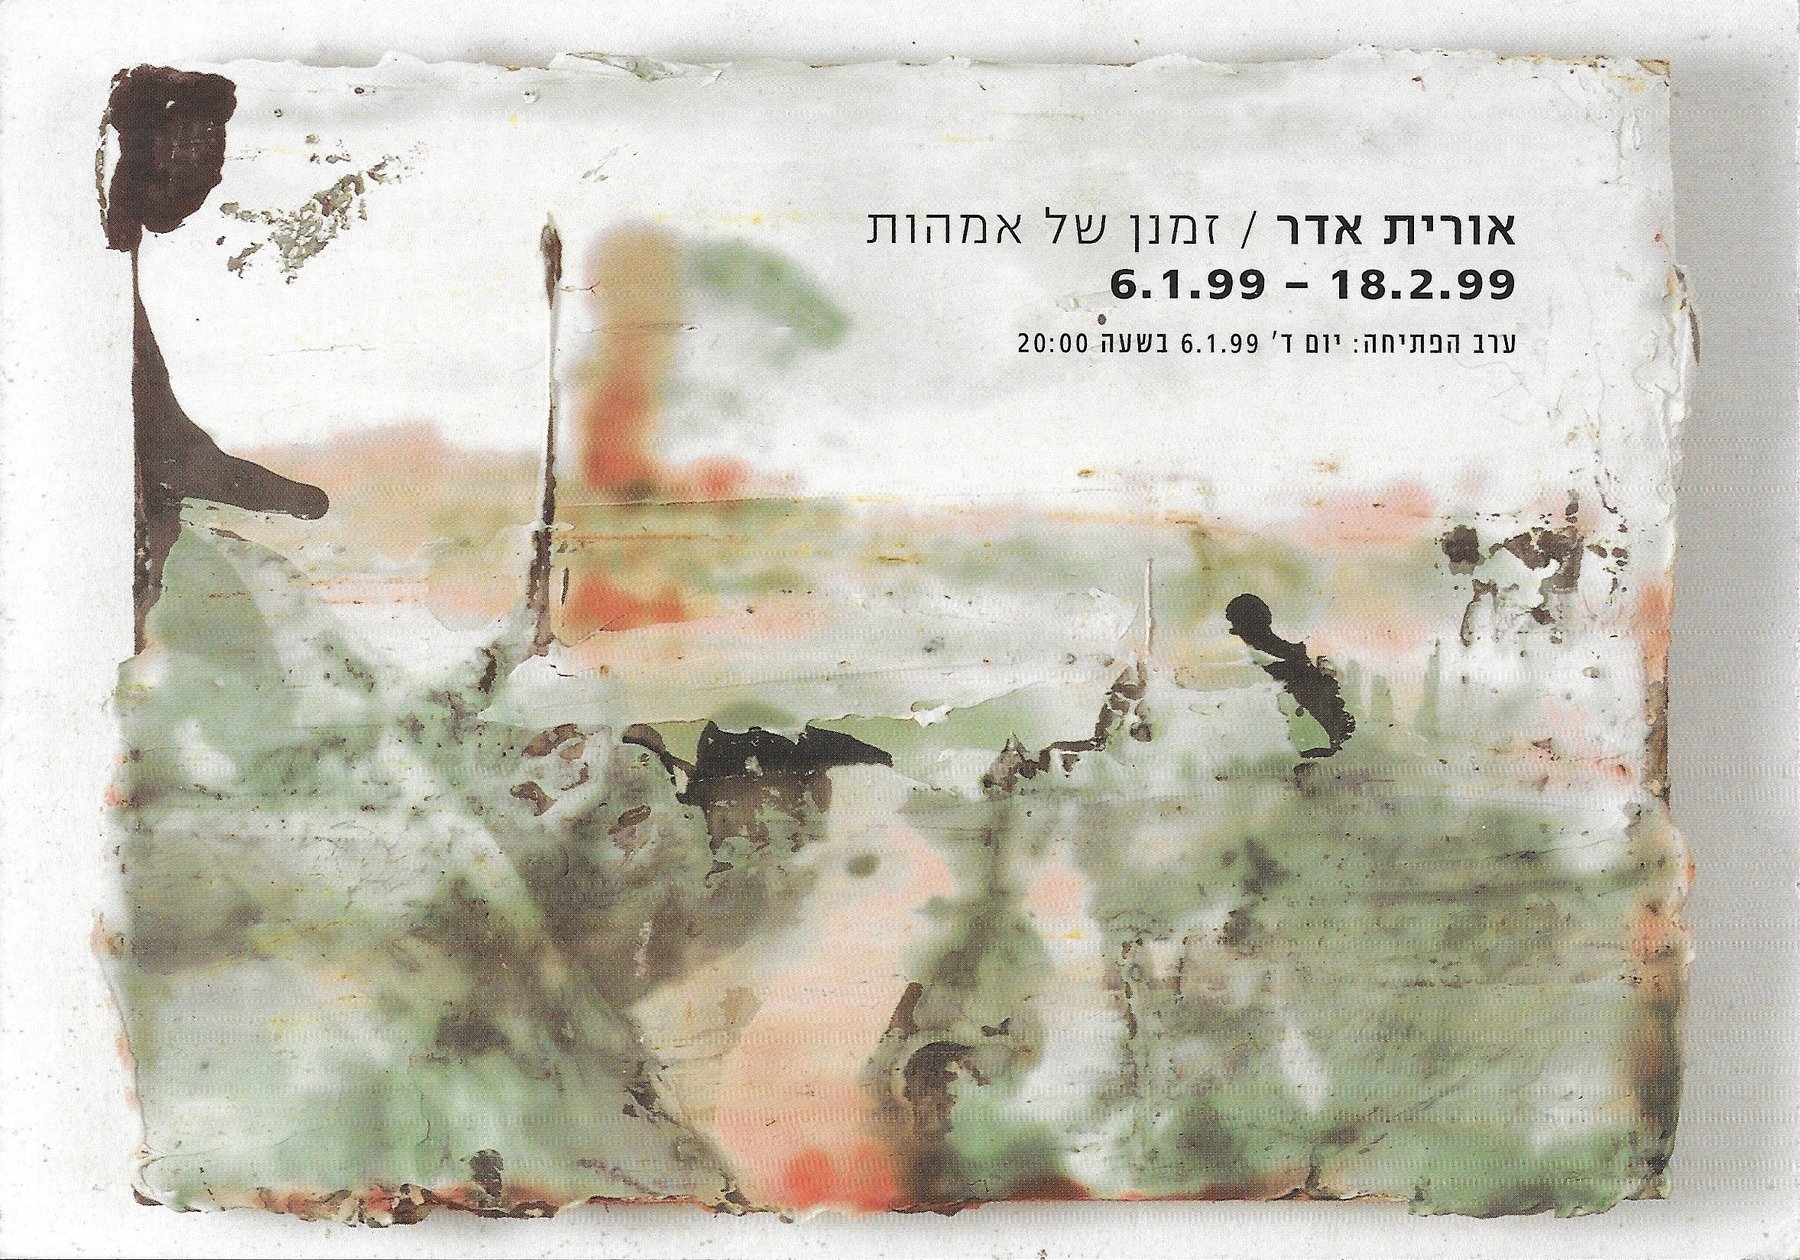 אורית אדר / זמנן של אמהות
6.1.99 – 18.2.99
ערב הפתיחה: יום ד' 6.1.99 בשעה 20:00